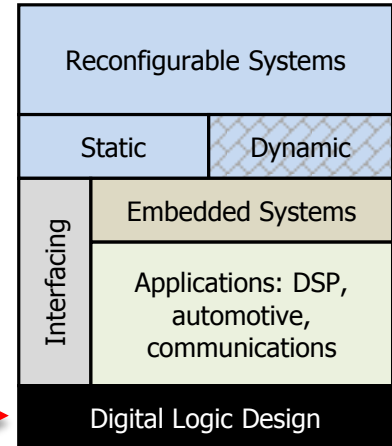 Reconfigurable Systems
Static
Dynamic
Interfacing
Embedded Systems
Applications: DSP,
automotive,
communications
Digital Logic Design